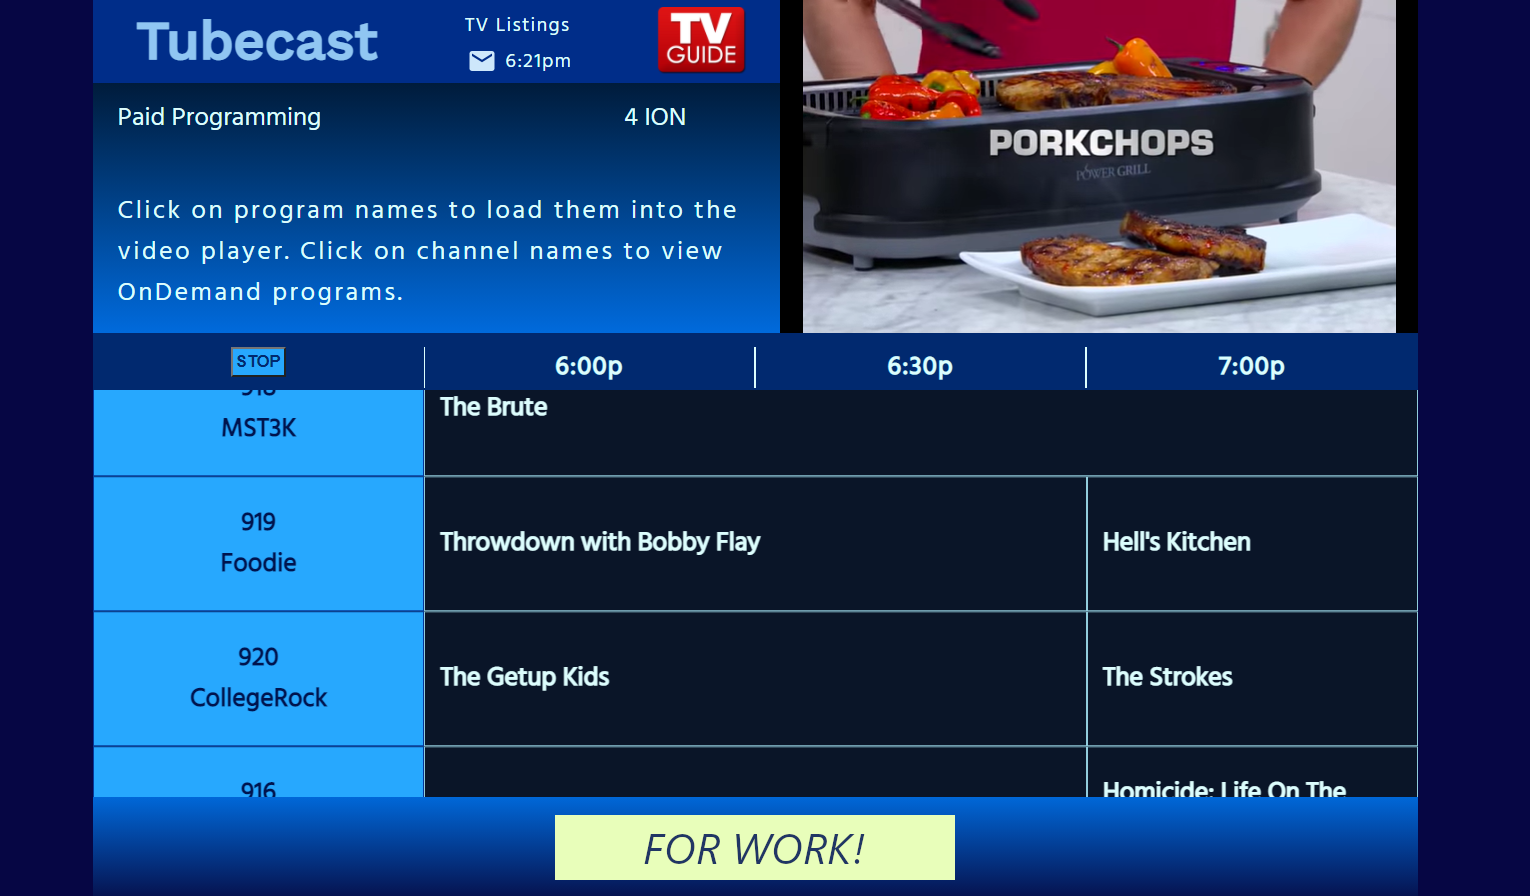 Tubecast
TV Listings
6:21pm
TV
GUIDE
Paid Programming
4 ION
Click on program names to load them into the
video player. Click on channel names to view
OnDemand programs.
PORKCHOPS
POWER GRILL
STOP
6:00p
6:30p
7:00p
918
MST3K
The Brute
919
Foodie
Throwdown with Bobby Flay
Hell's Kitchen
920
CollegeRock
The Getup Kids
The Strokes
916
Homicide: Life On The
FOR WORK!